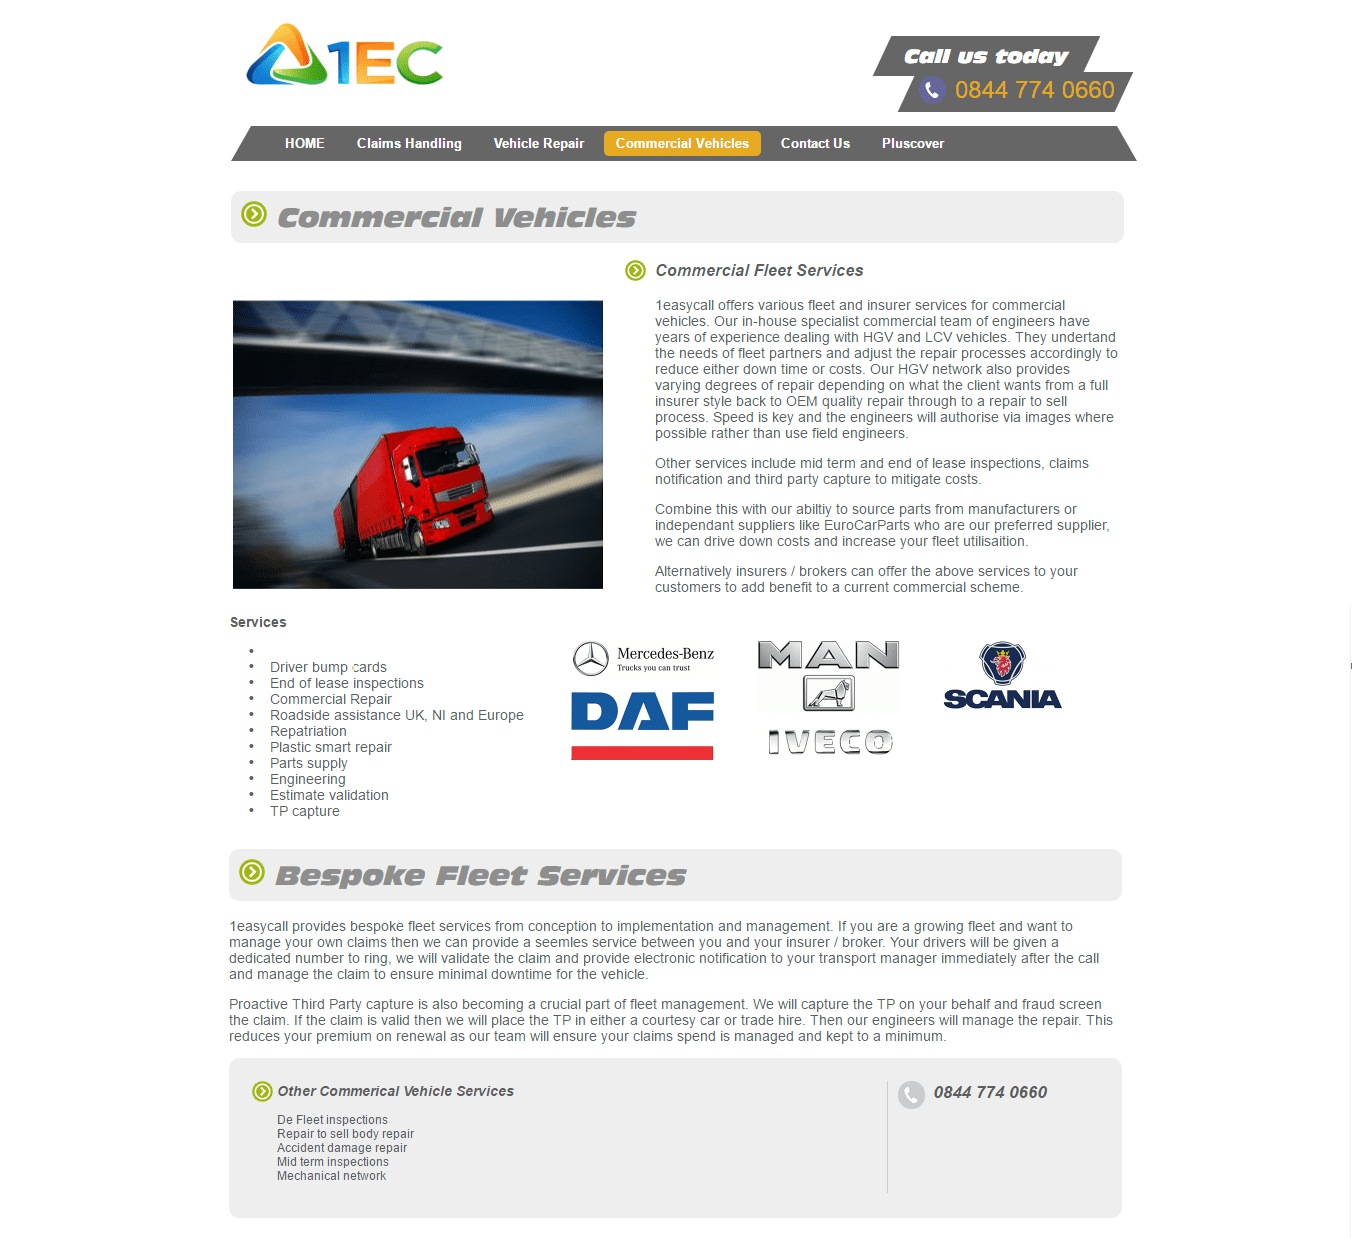 1EC
Call us today
0844 774 0660
HOME Claims Handling Vehicle Repair Commercial Vehicles Contact Us Pluscover
Commercial Vehicles
Commercial Fleet Services
1easycall offers various fleet and insurer services for commercial
vehicles. Our in-house specialist commercial team of engineers have
years of experience dealing with HGV and LCV vehicles. They undertand
the needs of fleet partners and adjust the repair processes accordingly to
reduce either down time or costs. Our HGV network also provides
varying degrees of repair depending on what the client wants from a full
insurer style back to OEM quality repair through to a repair to sell
process. Speed is key and the engineers will authorise via images where
possible rather than use field engineers.
Other services include mid term and end of lease inspections, claims
notification and third party capture to mitigate costs.
Combine this with our abiltiy to source parts from manufacturers or
independant suppliers like EuroCarParts who are our preferred supplier,
we can drive down costs and increase your fleet utilisaition.
Alternatively insurers / brokers can offer the above services to your
customers to add benefit to a current commercial scheme.
Services
•
• Driver bump cards
• End of lease inspections
• Commercial Repair
• Roadside assistance UK, NI and Europe
• Repatriation
• Plastic smart repair
• Parts supply
• Engineering
• Estimate validation
• TP capture
Mercedes-Benz
Trucks you can trust
DAF
MAN
IVECO
SCANIA
Bespoke Fleet Services
1easycall provides bespoke fleet services from conception to implementation and management. If you are a growing fleet and want to
manage your own claims then we can provide a seemles service between you and your insurer / broker. Your drivers will be given a
dedicated number to ring, we will validate the claim and provide electronic notification to your transport manager immediately after the call
and manage the claim to ensure minimal downtime for the vehicle.
Proactive Third Party capture is also becoming a crucial part of fleet management. We will capture the TP on your behalf and fraud screen
the claim. If the claim is valid then we will place the TP in either a courtesy car or trade hire. Then our engineers will manage the repair. This
reduces your premium on renewal as our team will ensure your claims spend is managed and kept to a minimum.
Other Commerical Vehicle Services
De Fleet inspections
Repair to sell body repair
Accident damage repair
Mid term inspections
Mechanical network
0844 774 0660